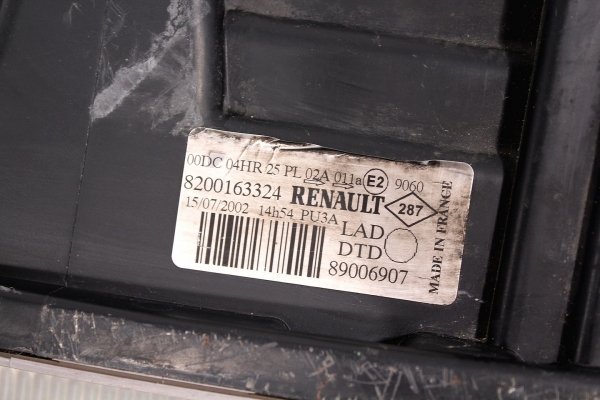 00DC 04HR 25 PL 02A 011a E2 9060
8200163324 RENAULT 287
15/07/2002 14h54 PU3A
LAD
DTD
89006907
MADE IN FRANCE